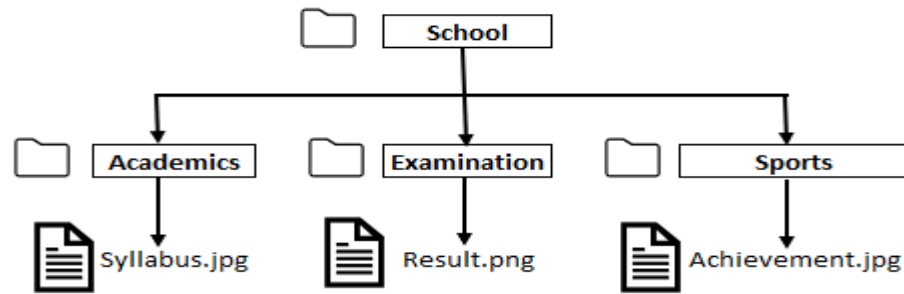 School
Academics Examination Sports
Syllabus.jpg Result.png Achievement.jpg